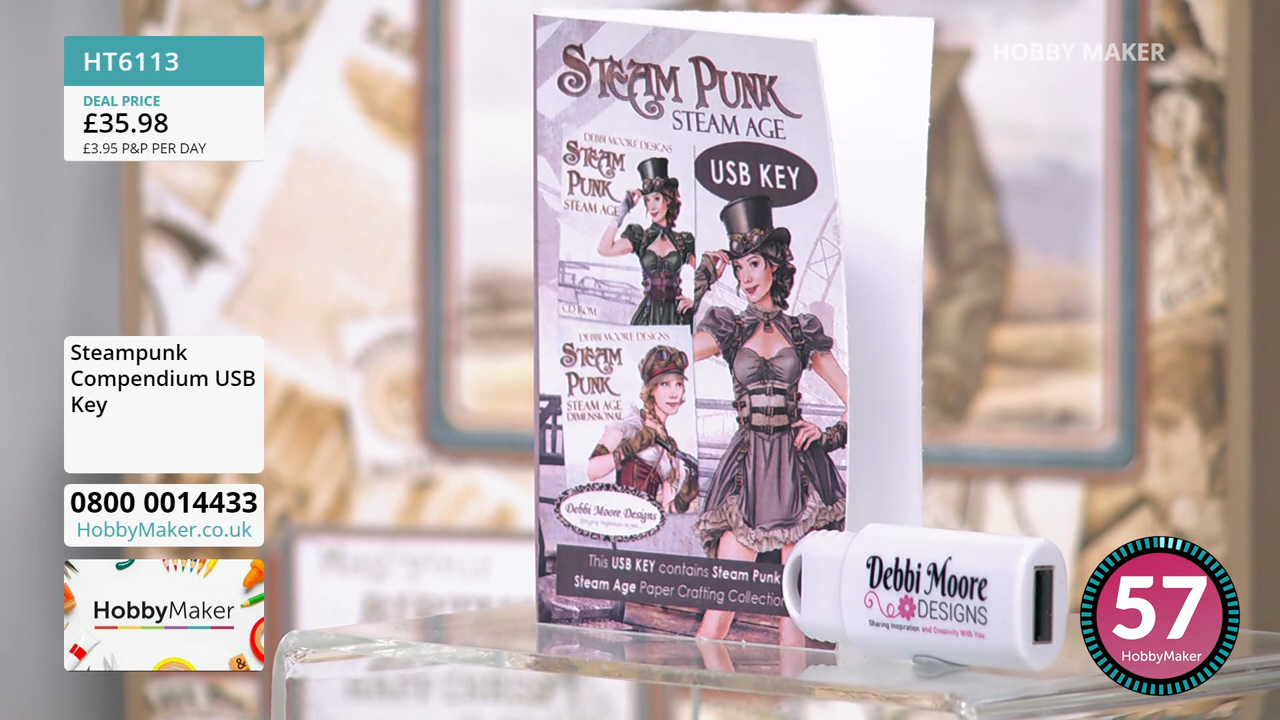 HT6113
DEAL PRICE
£35.98
£3.95 P&P PER DAY
Steampunk
Compendium USB
Key
0800 0014433
HobbyMaker.co.uk
HobbyMaker
HOBBY MAKER
STEAM PUNK
STEAM AGE
USB KEY
DEBBI MOORE DESIGNS
STEAM
PUNK
STEAM AGE
CD ROM
DEBBI MOORE DESIGNS
STEAM
PUNK
STEAM AGE
DIMENSIONAL
Debbi Moore Designs
This USB KEY contains Steam Punk
Steam Age Paper Crafting Collection
Debbi Moore
DESIGNS
Sharing Inspiration and Creativity With You
57
HobbyMaker